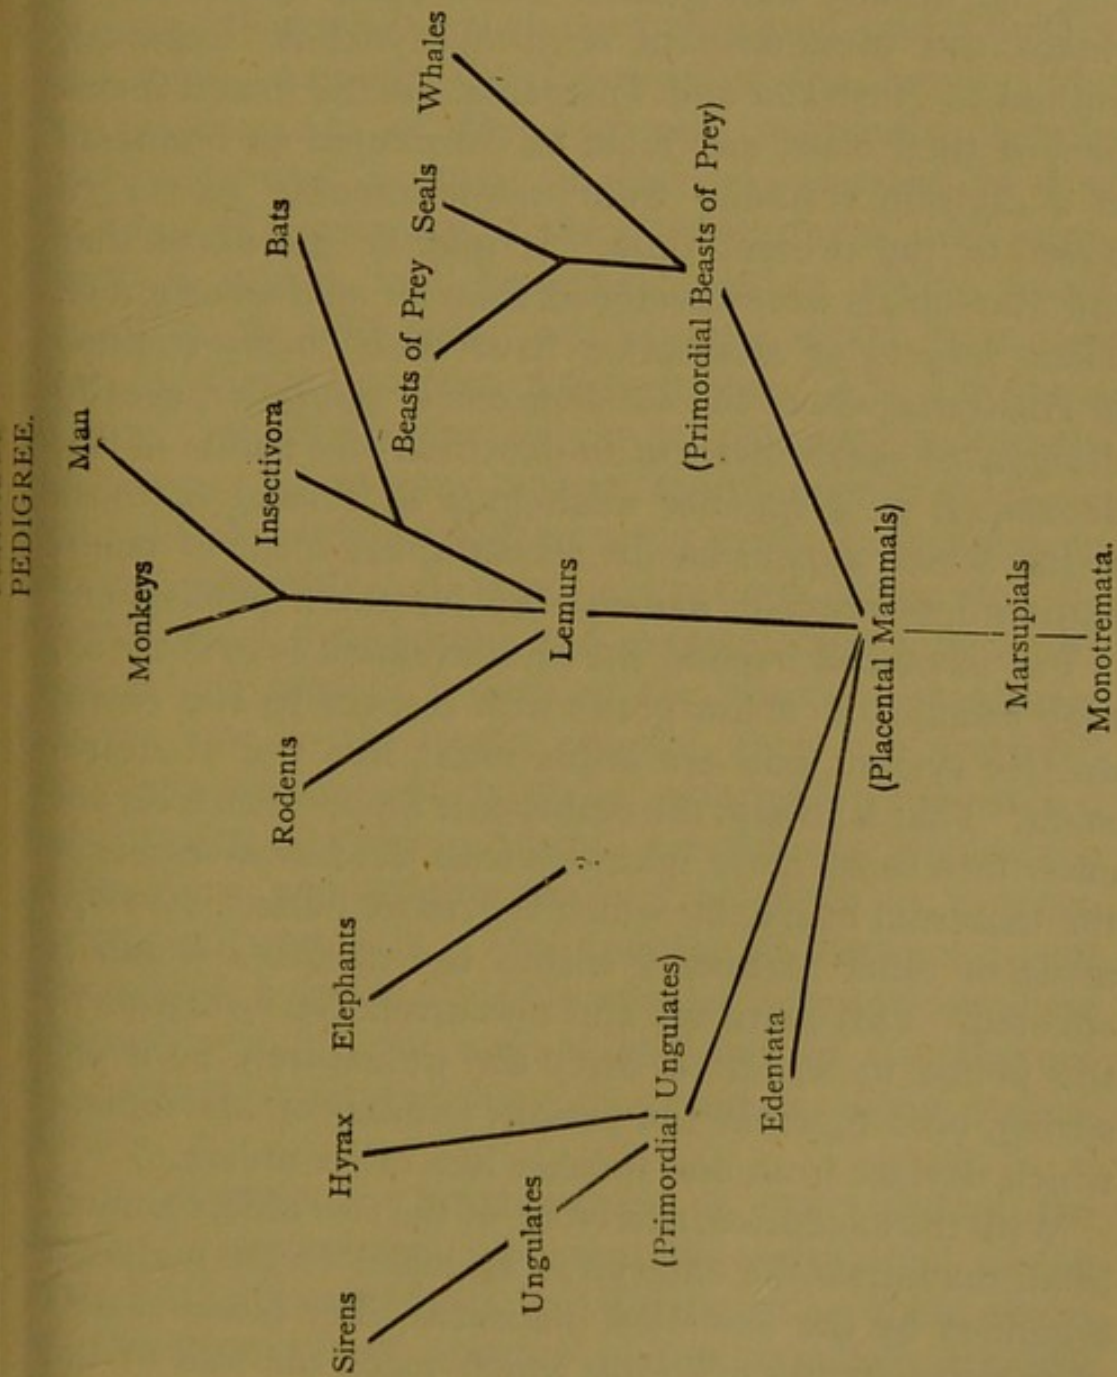 PEDIGREE.
Man
Monkeys
Bats
Insectivora
Rodents
Whales
Seals
Beasts of Prey
Elephants
Hyrax
Sirens
Ungulates
Lemurs
?
(Primordial Beasts of Prey)
(Primordial Ungulates)
Edentata
(Placental Mammals)
Marsupials
Monotremata.